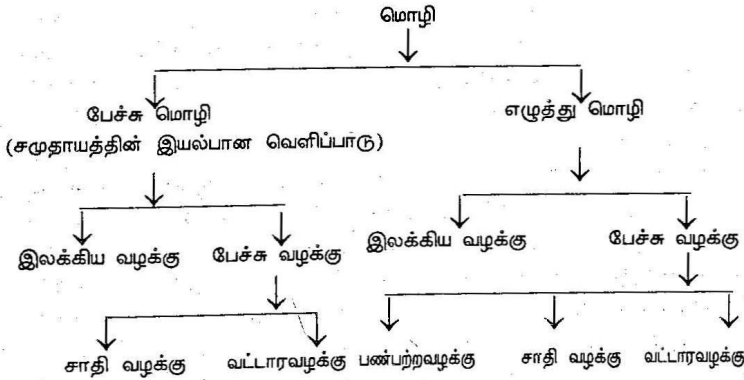 மொழி
பேச்சு மொழி
(சமுதாயத்தின் இயல்பான வெளிப்பாடு)
எழுத்து மொழி
இலக்கிய வழக்கு
பேச்சு வழக்கு
இலக்கிய வழக்கு
பேச்சு வழக்கு
சாதி வழக்கு
வட்டாரவழக்கு
பண்பற்றவழக்கு
சாதி வழக்கு
வட்டாரவழக்கு